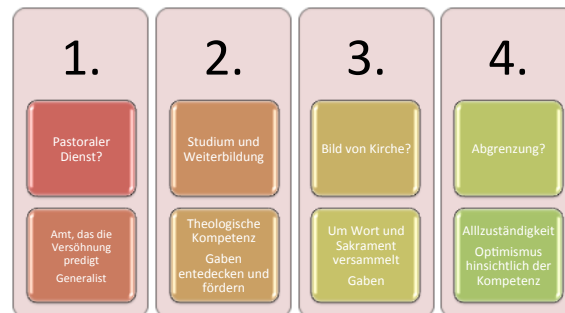 1.
Pastoraler
Dienst?
Amt, das die
Versöhnung
predigt
Generalist
2.
Studium und
Weiterbildung
Theologische
Kompetenz
Gaben
entedecken und
fördern
3.
Bild von Kirche?
Um Wort und
Sakrament
versammelt
Gaben
4.
Abgrenzung?
Alllzuständigkeit
Optimismus
hinsichtlich der
Kompetenz